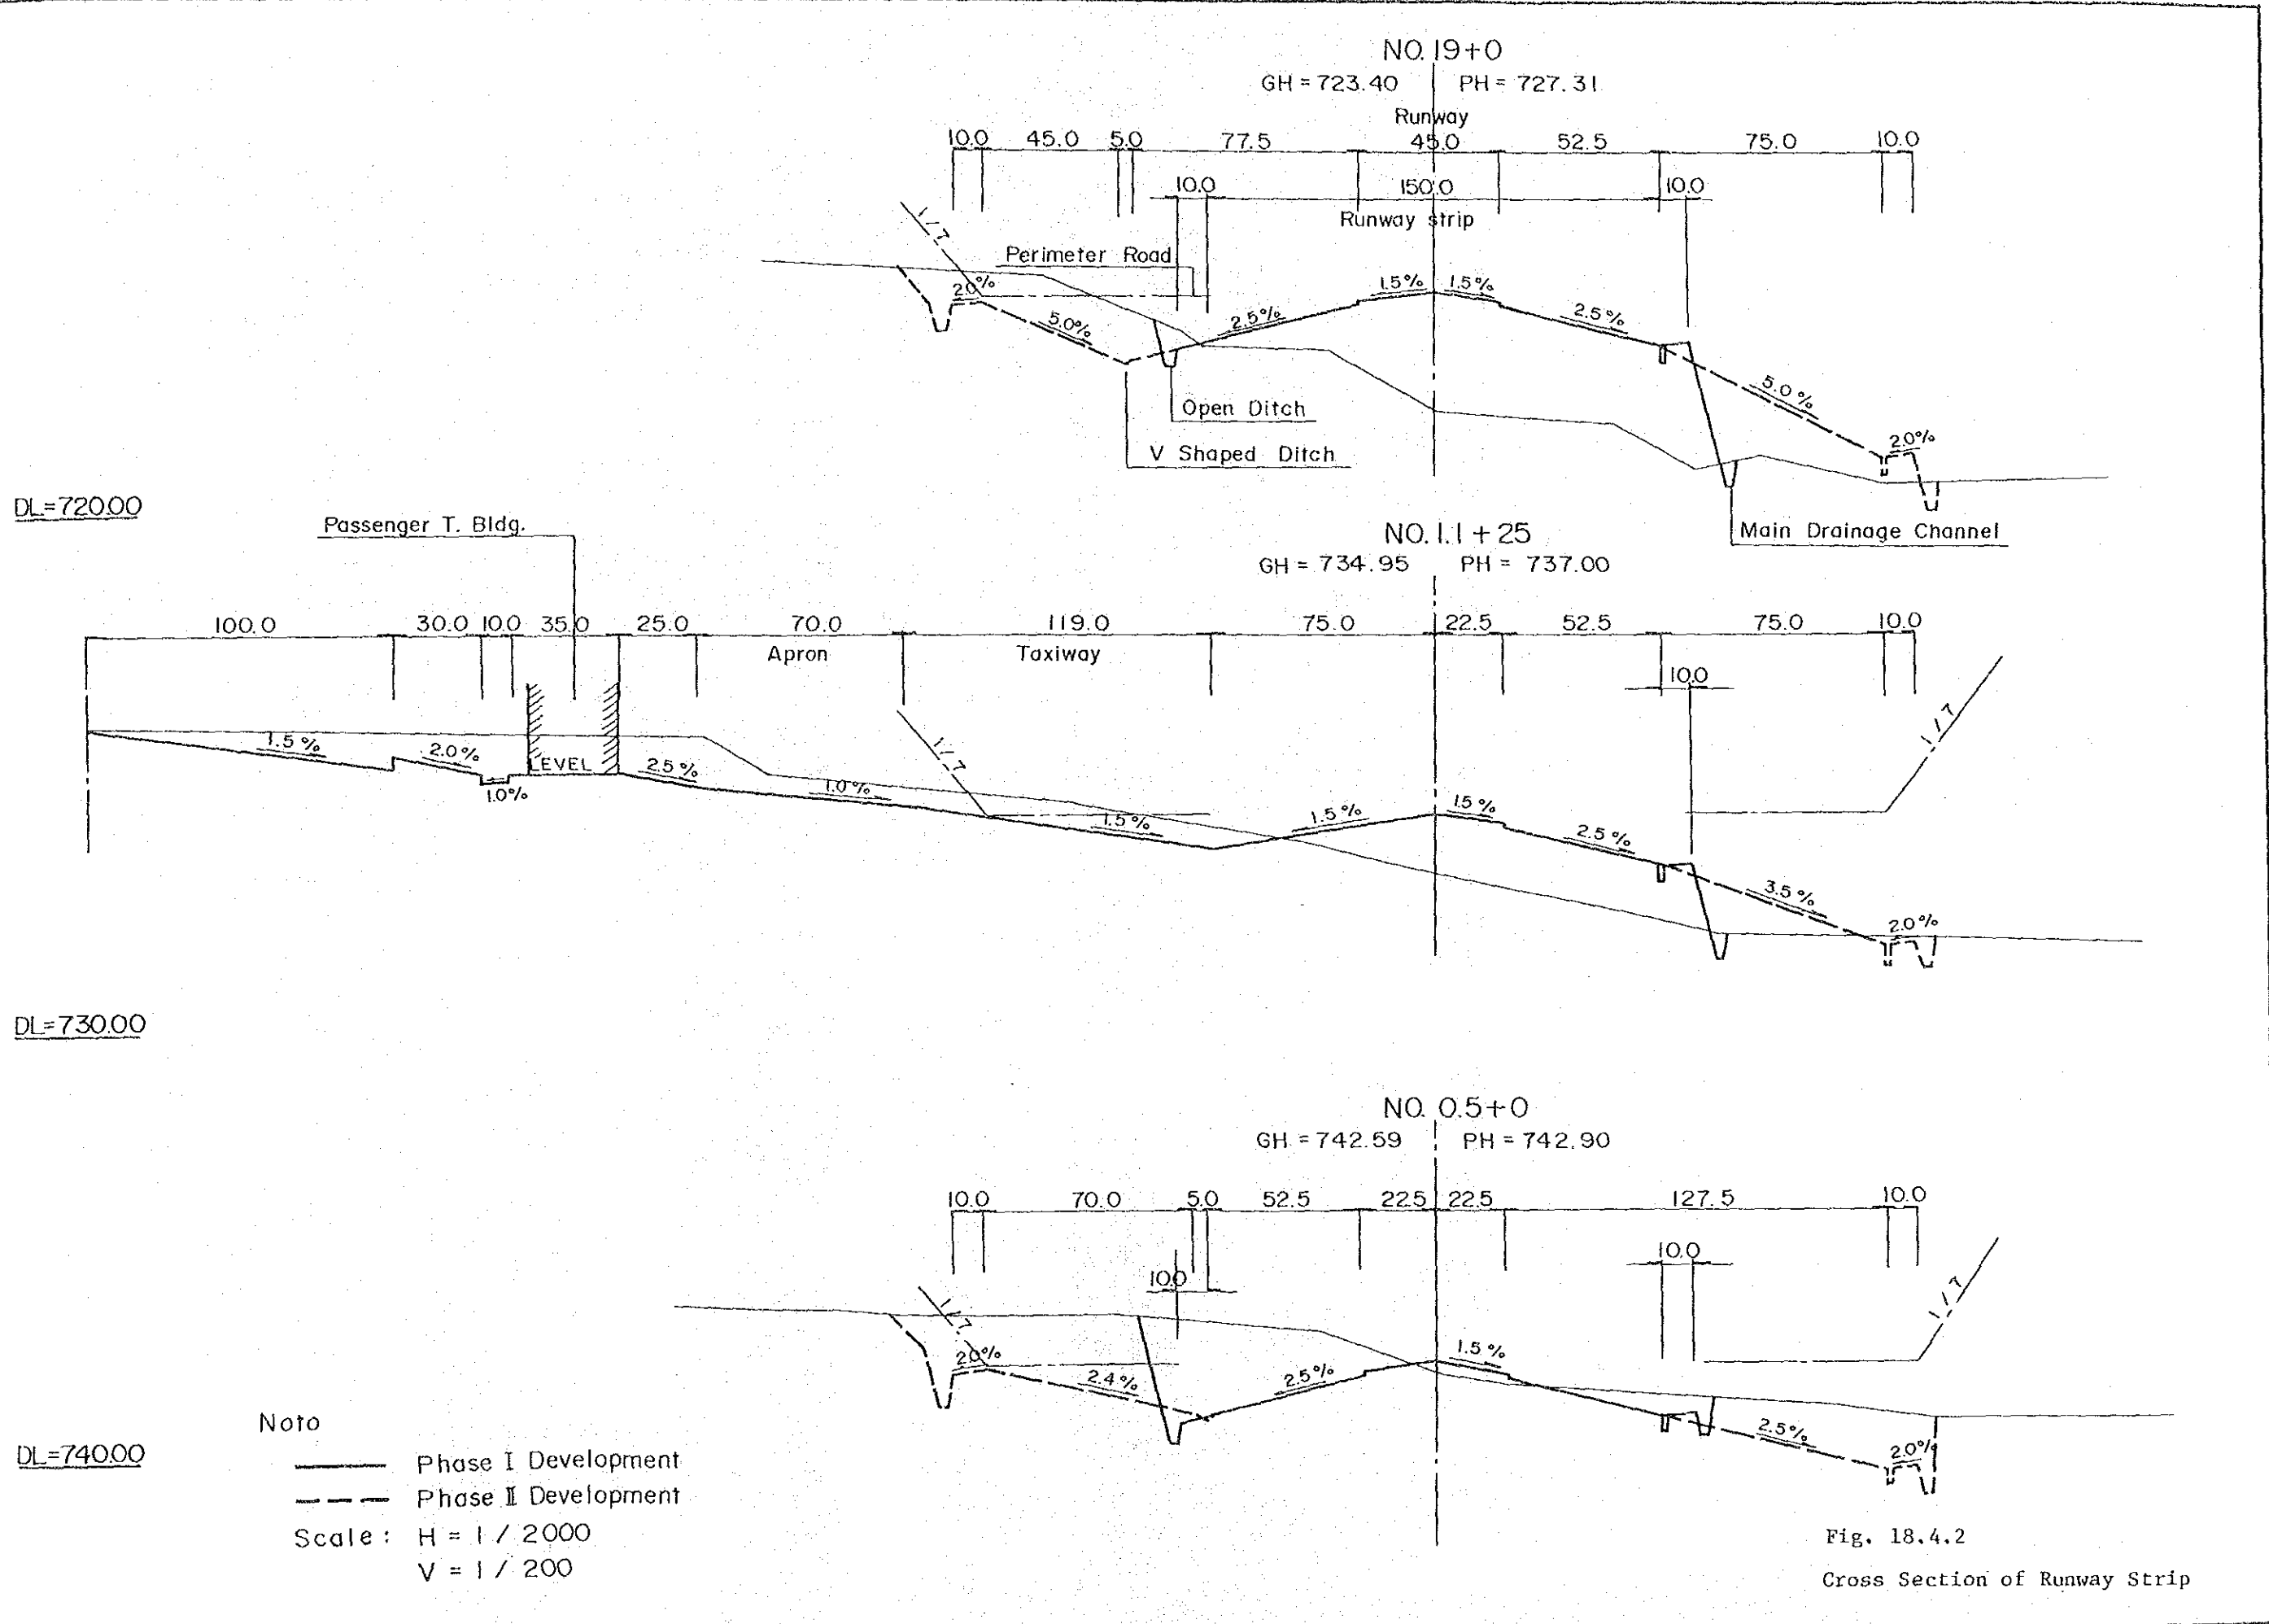 NO. 19+0
GH = 723.40 PH = 727.31
Runway
10.0 45.0 5.0 77.5 45.0 52.5 75.0 10.0
10.0 150.0 10.0
Runway strip
1/7
Perimeter Road
2.0%
5.0%
2.5%
1.5%
1.5%
2.5%
5.0%
2.0%
Open Ditch
V Shaped Ditch
Main Drainage Channel
DL=720.00
Passenger T. Bldg.
NO. 1.1 + 25
GH = 734.95 PH = 737.00
100.0 30.0 10.0 35.0 25.0 70.0 119.0 75.0 22.5 52.5 75.0 10.0
Apron Taxiway
10.0
1/7
1/7
1.5%
2.0%
1.0%
LEVEL
2.5%
1.0%
1.5%
1.5%
1.5%
2.5%
3.5%
2.0%
DL=730.00
NO. 0.5+0
GH = 742.59 PH = 742.90
10.0 70.0 5.0 52.5 22.5 22.5 127.5 10.0
10.0 10.0
1/7
1/7
2.0%
2.4%
2.5%
1.5%
2.5%
2.0%
DL=740.00
Note
Phase I Development
Phase II Development
Scale : H = 1 / 2000
V = 1 / 200
Fig. 18.4.2
Cross Section of Runway Strip